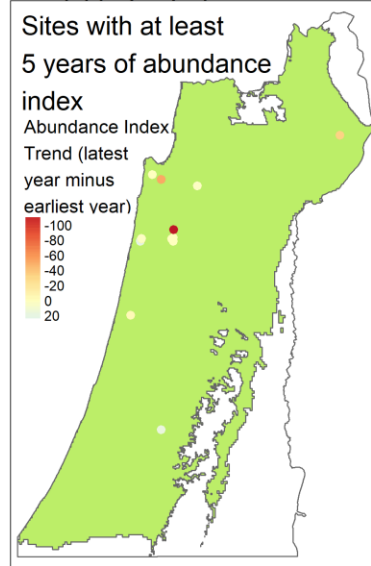 Sites with at least
5 years of abundance
index
Abundance Index
Trend (latest
year minus
earliest year)
-100
-80
-60
-40
-20
0
20